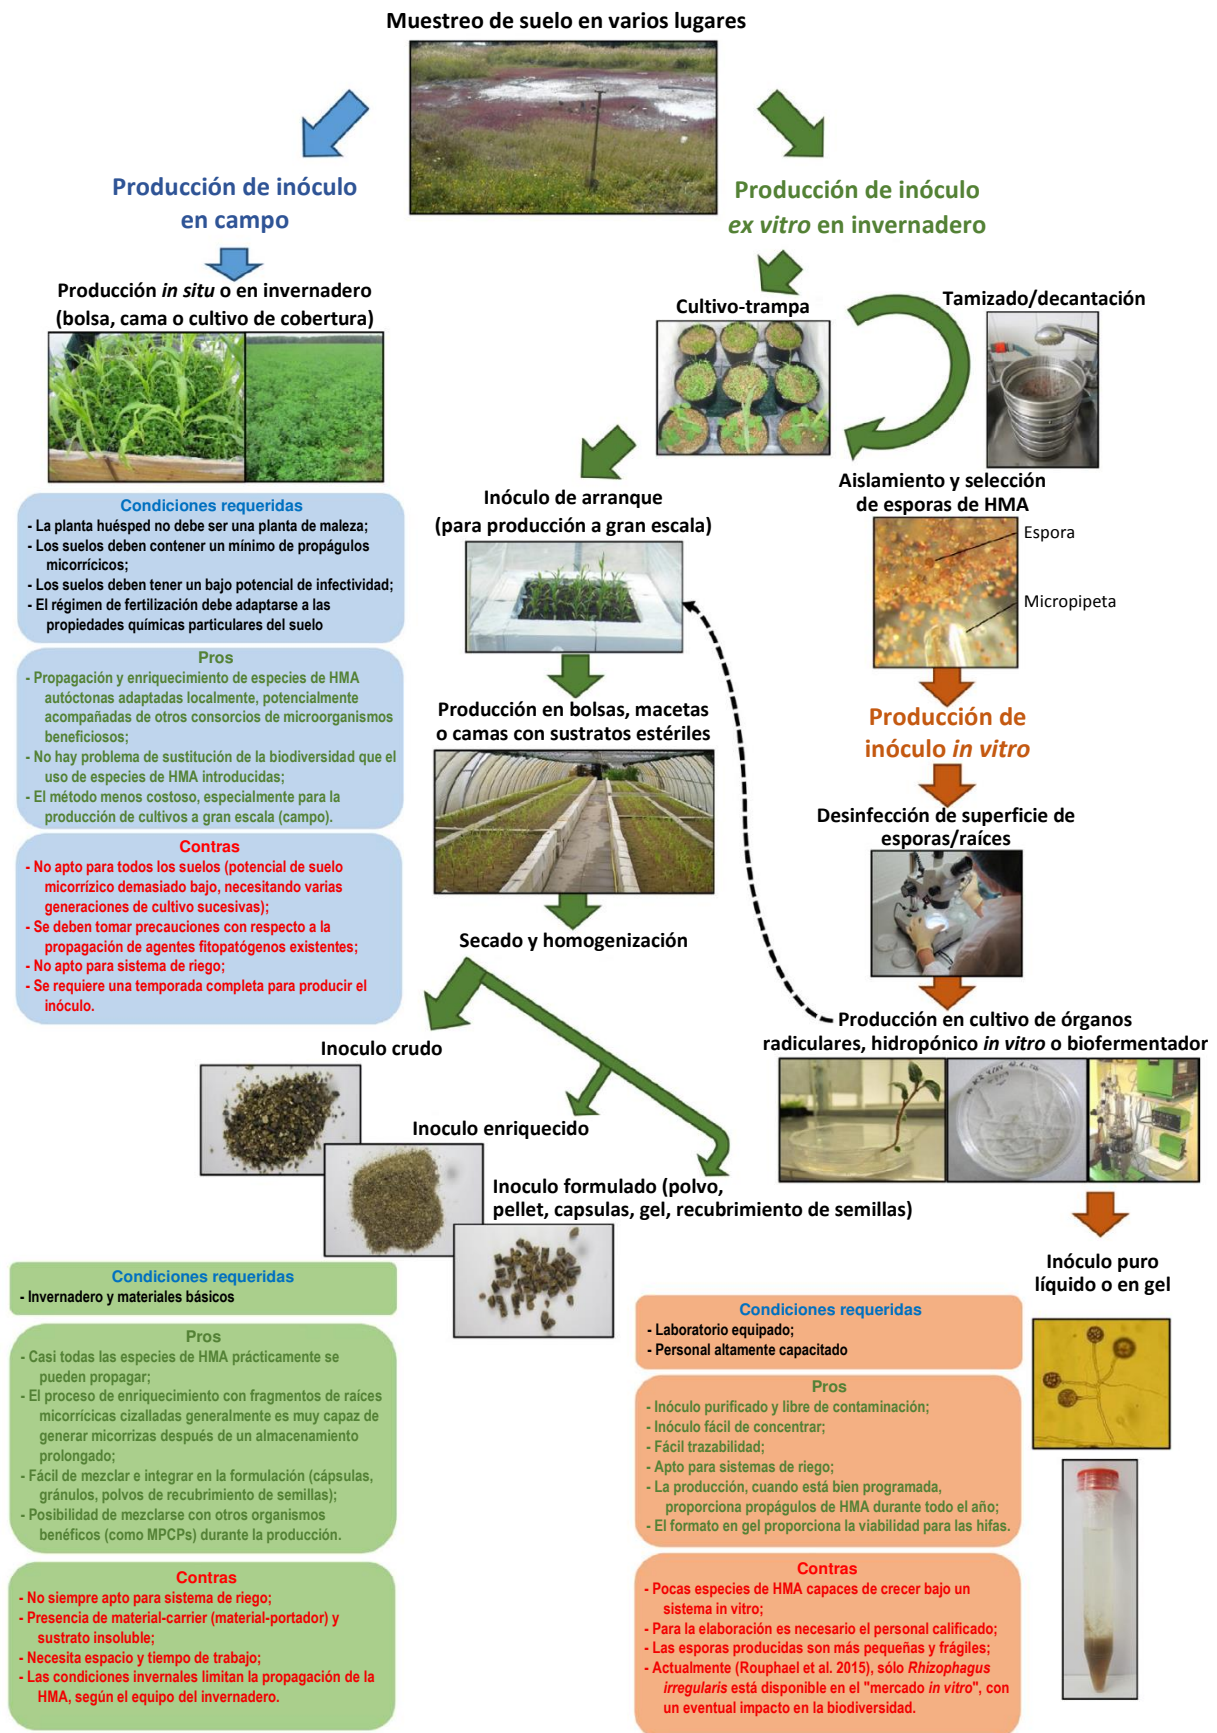 Muestreo de suelo en varios lugares
Producción de inóculo
en campo
Producción de inóculo
ex vitro en invernadero
Producción in situ o en invernadero
(bolsa, cama o cultivo de cobertura)
Cultivo-trampa
Tamizado/decantación
Condiciones requeridas
- La planta huésped no debe ser una planta de maleza;
- Los suelos deben contener un mínimo de propágulos
micorrícicos;
- Los suelos deben tener un bajo potencial de infectividad;
- El régimen de fertilización debe adaptarse a las
propiedades químicas particulares del suelo
Pros
- Propagación y enriquecimiento de especies de HMA
autóctonas adaptadas localmente, potencialmente
acompañadas de otros consorcios de microorganismos
beneficiosos;
- No hay problema de sustitución de la biodiversidad que el
uso de especies de HMA introducidas;
- El método menos costoso, especialmente para la
producción de cultivos a gran escala (campo).
Contras
- No apto para todos los suelos (potencial de suelo
micorrízico demasiado bajo, necesitando varias
generaciones de cultivo sucesivas);
- Se deben tomar precauciones con respecto a la
propagación de agentes fitopatógenos existentes;
- No apto para sistema de riego;
- Se requiere una temporada completa para producir el
inóculo.
Inóculo de arranque
(para producción a gran escala)
Aislamiento y selección
de esporas de HMA
Espora
Micropipeta
Producción en bolsas, macetas
o camas con sustratos estériles
Producción de
inóculo in vitro
Desinfección de superficie de
esporas/raíces
Secado y homogenización
Producción en cultivo de órganos
radiculares, hidropónico in vitro o biofermentador
Inoculo crudo
Inoculo enriquecido
Inoculo formulado (polvo,
pellet, capsulas, gel, recubrimiento de semillas)
Inóculo puro
líquido o en gel
Condiciones requeridas
- Invernadero y materiales básicos
Pros
- Casi todas las especies de HMA prácticamente se
pueden propagar;
- El proceso de enriquecimiento con fragmentos de raíces
micorrícicas cizalladas generalmente es muy capaz de
generar micorrizas después de un almacenamiento
prolongado;
- Fácil de mezclar e integrar en la formulación (cápsulas,
gránulos, polvos de recubrimiento de semillas);
- Posibilidad de mezclarse con otros organismos
benéficos (como MPCPs) durante la producción.
Contras
- No siempre apto para sistema de riego;
- Presencia de material-carrier (material-portador) y
sustrato insoluble;
- Necesita espacio y tiempo de trabajo;
- Las condiciones invernales limitan la propagación de la
HMA, según el equipo del invernadero.
Condiciones requeridas
- Laboratorio equipado;
- Personal altamente capacitado
Pros
- Inóculo purificado y libre de contaminación;
- Inóculo fácil de concentrar;
- Fácil trazabilidad;
- Apto para sistemas de riego;
- La producción, cuando está bien programada,
proporciona propágulos de HMA durante todo el año;
- El formato en gel proporciona la viabilidad para las hifas.
Contras
- Pocas especies de HMA capaces de crecer bajo un
sistema in vitro;
- Para la elaboración es necesario el personal calificado;
- Las esporas producidas son más pequeñas y frágiles;
- Actualmente (Rouphael et al. 2015), sólo Rhizophagus
irregularis está disponible en el "mercado in vitro", con
un eventual impacto en la biodiversidad.